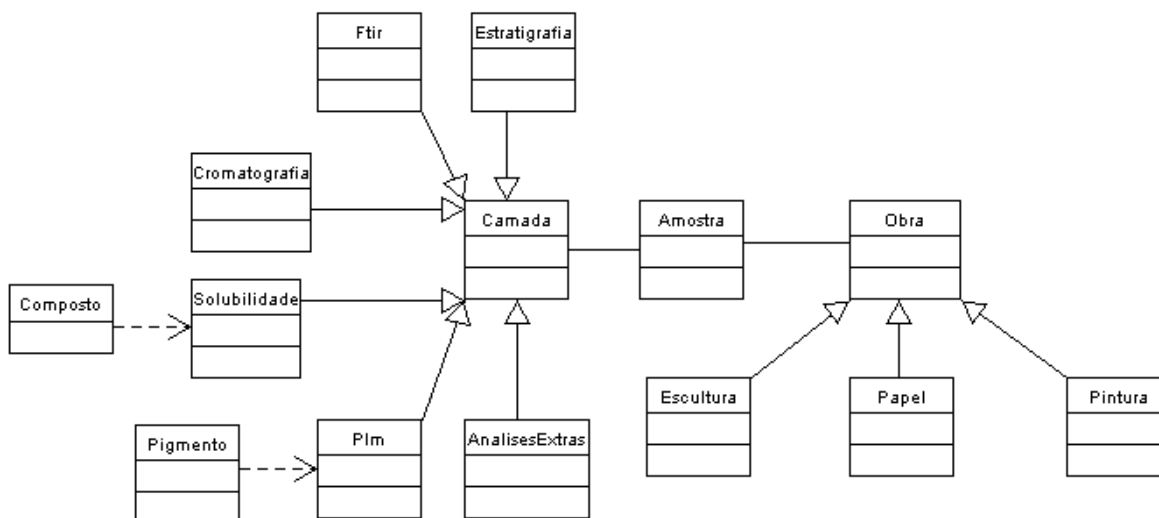 Ftir
Estratigrafia
Cromatografia
Camada
Amostra
Obra
Composto
Solubilidade
Escultura
Papel
Pintura
Pigmento
Plm
AnalisesExtras